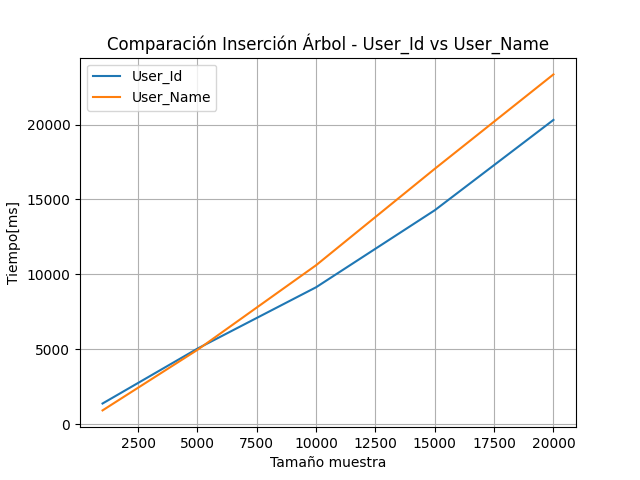 Comparación Inserción Árbol - User_Id vs User_Name
User_Id
User_Name
20000
15000
10000
5000
0
Tiempo[ms]
2500 5000 7500 10000 12500 15000 17500 20000
Tamaño muestra